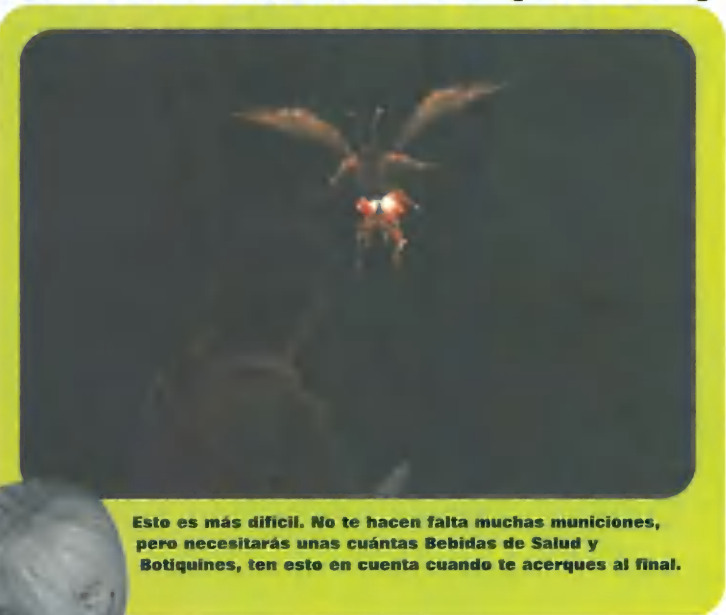 Esto es más dificil. No te hacen falta muchas municiones,
pero necesitarás unas cuántas Bebidas de Salud y
Botiquines, ten esto en cuenta cuando te acerques al final.